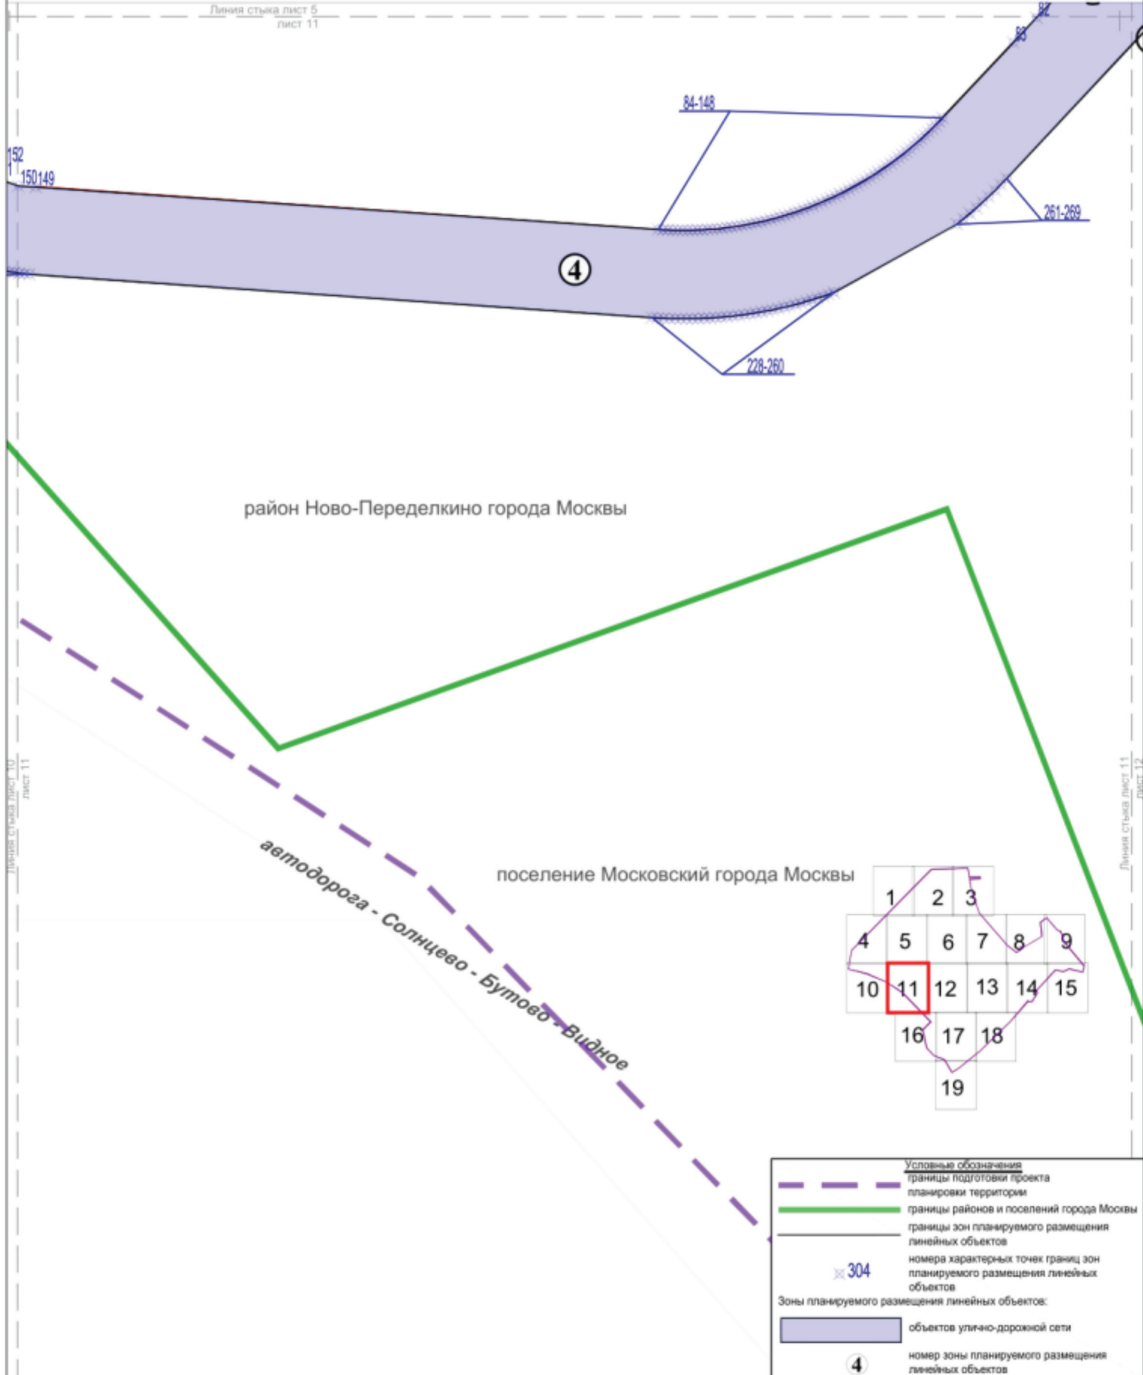 Линия стыка лист 5
лист 11
82
83
84-148
152
150149
261-269
4
228-260
район Ново-Переделкино города Москвы
Линия стыка лист 10
лист 11
Линия стыка лист 11
лист 12
автодорога - Солнцево - Бутово - Видное
поселение Московский города Москвы
1 2 3
4 5 6 7 8 9
10 11 12 13 14 15
16 17 18
19
Условные обозначения
границы подготовки проекта
планировки территории
границы районов и поселений города Москвы
границы зон планируемого размещения
линейных объектов
304
номера характерных точек границ зон
планируемого размещения линейных
объектов
Зоны планируемого размещения линейных объектов:
объектов улично-дорожной сети
4
номер зоны планируемого размещения
линейных объектов